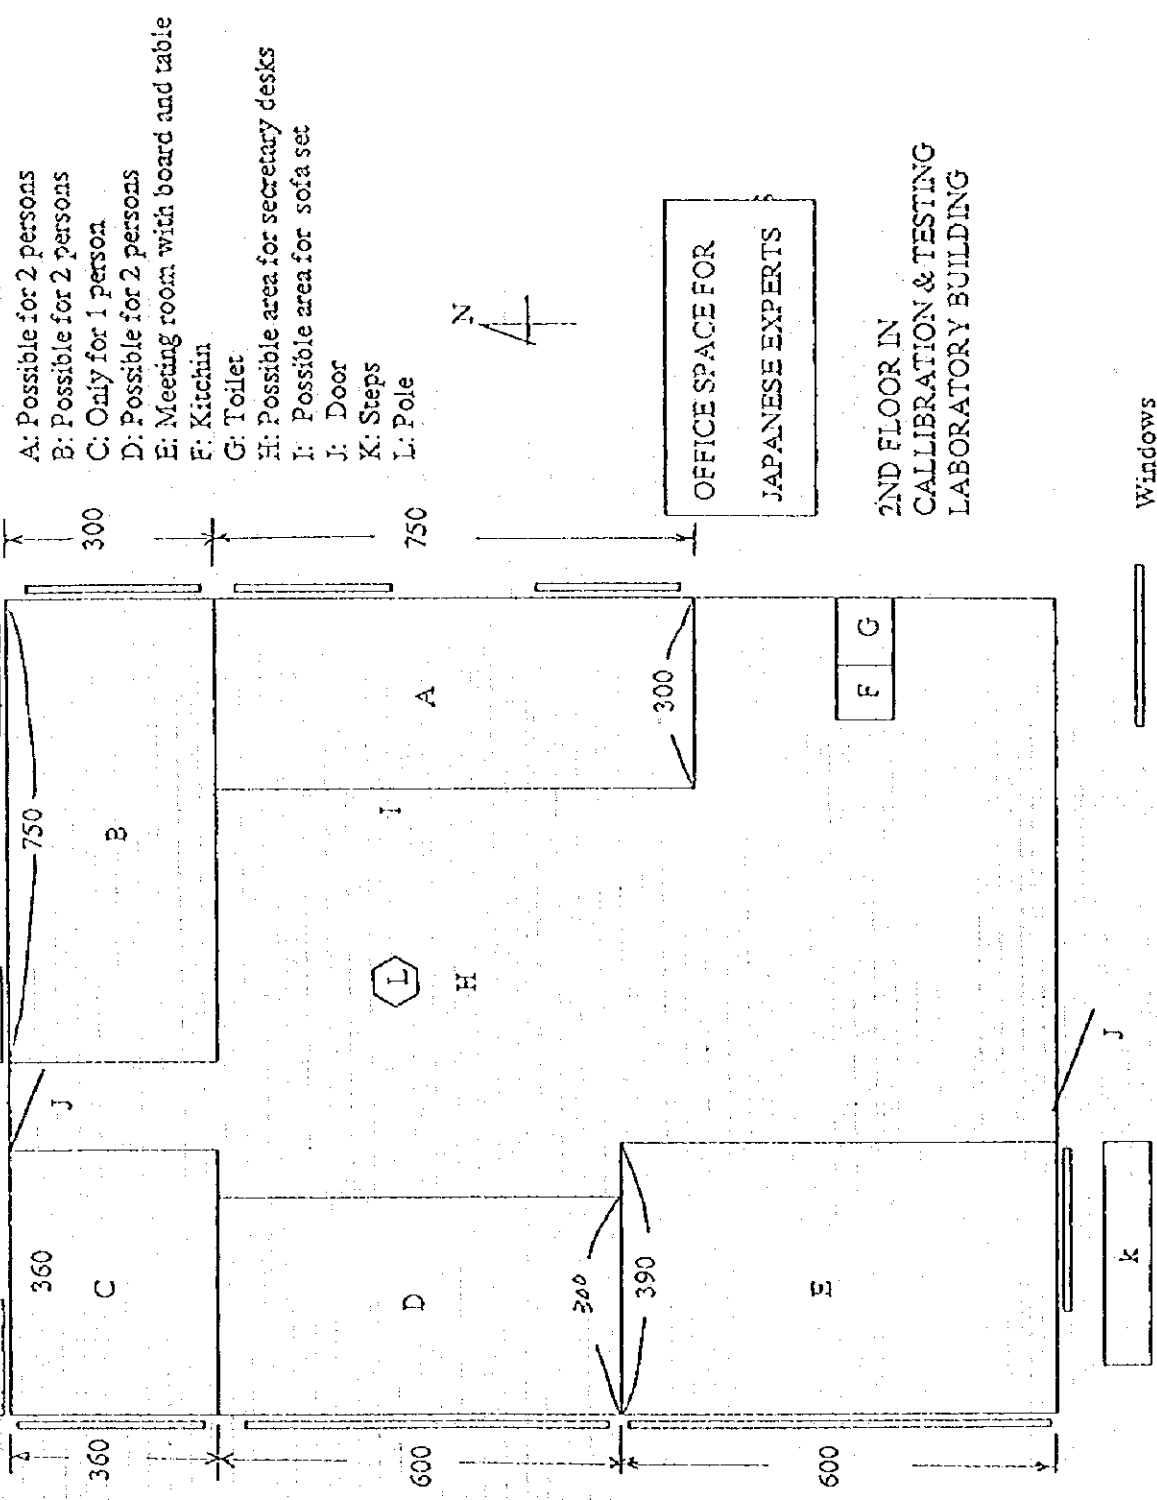 A: Possible for 2 persons
B: Possible for 2 persons
C: Only for 1 person
D: Possible for 2 persons
E: Meeting room with board and table
F: Kitchin
G: Toilet
H: Possible area for secretary desks
I: Possible area for sofa set
J: Door
K: Steps
L: Pole
N
OFFICE SPACE FOR
JAPANESE EXPERTS
2ND FLOOR IN
CALLIBRATION & TESTING
LABORATORY BUILDING
Windows
300
750
750
B
A
300
I
F G
L
H
J
J
360
C
D
300
390
E
k
360
600
600